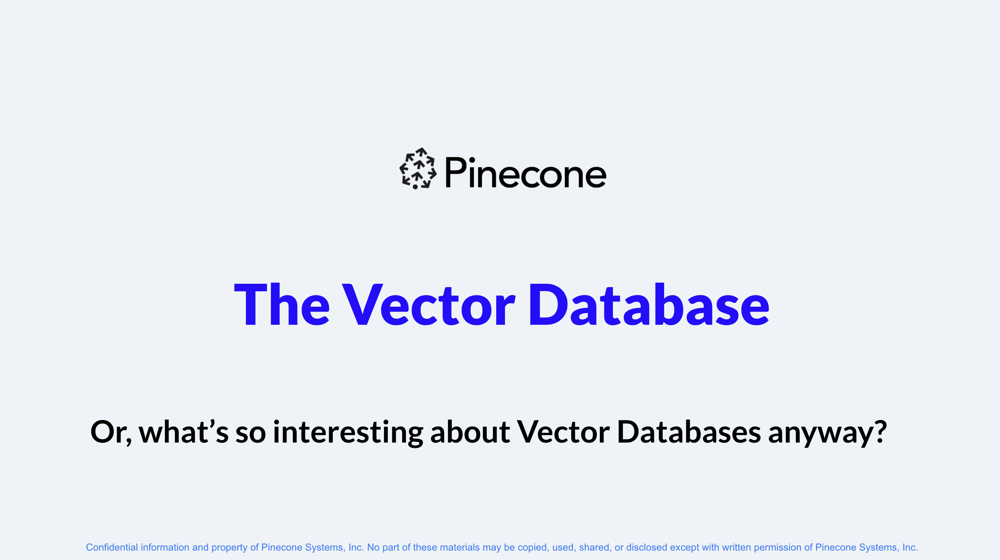 Pinecone
The Vector Database
Or, what’s so interesting about Vector Databases anyway?
Confidential information and property of Pinecone Systems, Inc. No part of these materials may be copied, used, shared, or disclosed except with written permission of Pinecone Systems, Inc.